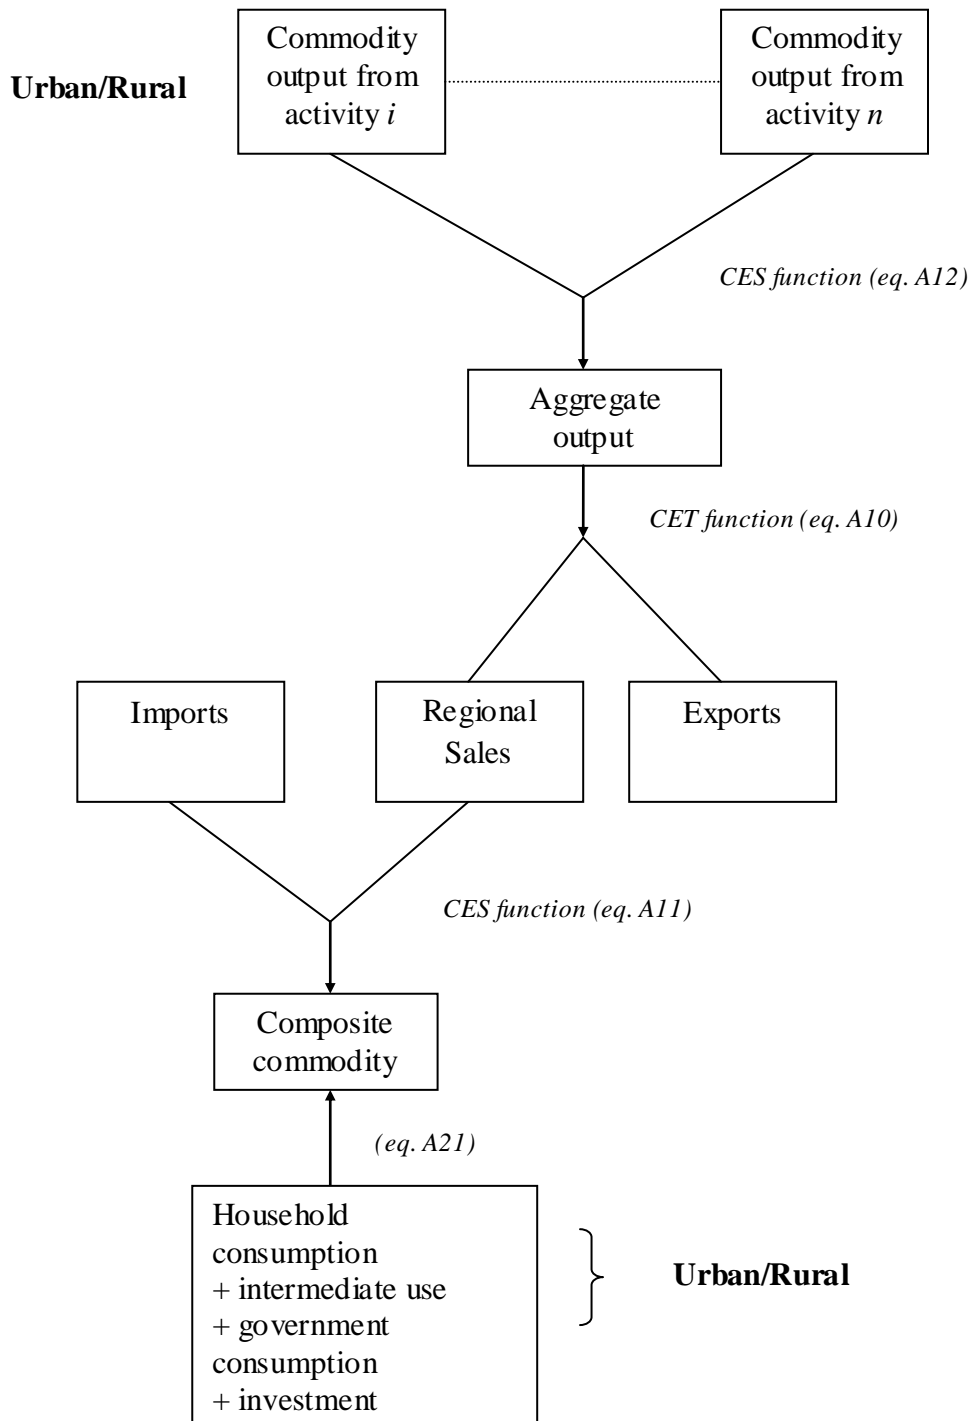 Urban/Rural
Commodity
output from
activity i
Commodity
output from
activity n
CES function (eq. A12)
Aggregate
output
CET function (eq. A10)
Imports
Regional
Sales
Exports
CES function (eq. A11)
Composite
commodity
(eq. A21)
Household
consumption
+ intermediate use
+ government
consumption
+ investment
Urban/Rural